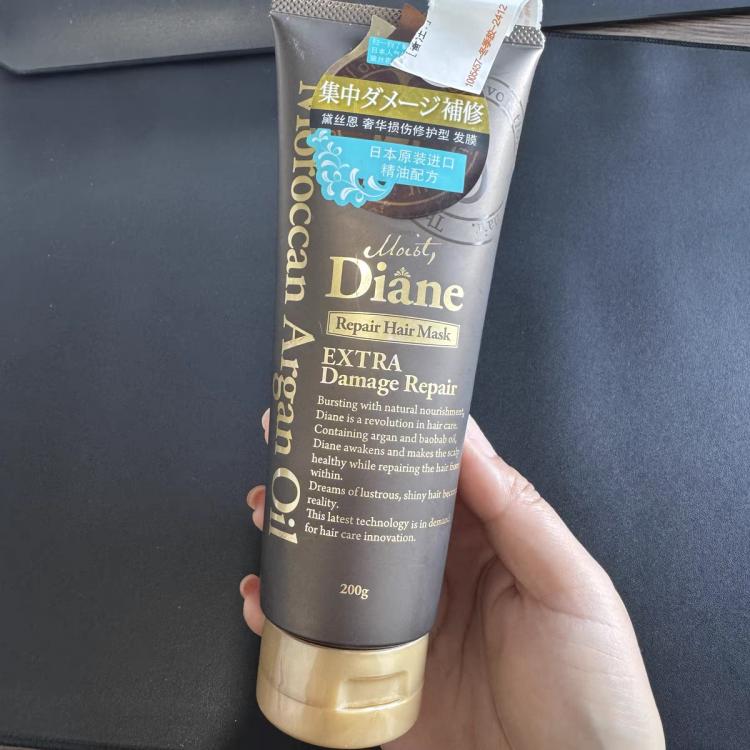 集中ダメージ補修
黛丝恩 奢华损伤修护型 发膜
日本原装进口
精油配方
Moist,
Diane
Repair Hair Mask
EXTRA
Damage Repair
Bursting with natural nourishment,
Diane is a revolution in hair care.
Containing argan and baobab oil,
Diane awakens and makes the scalp
healthy while repairing the hair from
within.
Dreams of lustrous, shiny hair
reality.
This latest technology is in demand
for hair care innovation.
200g
Moroccan Argan Oil